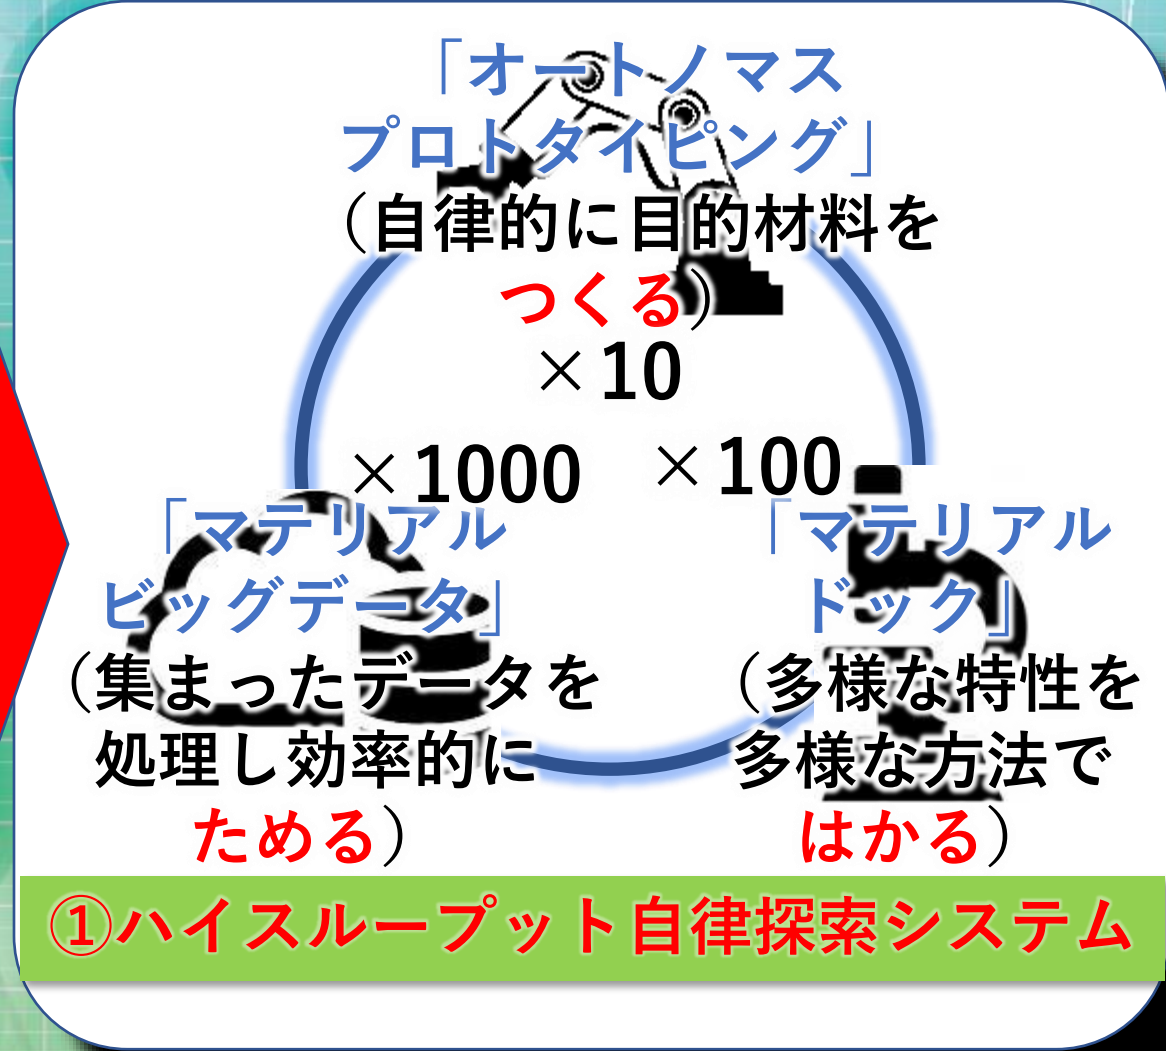 「オートノマス
プロトタイピング」
（自律的に目的材料を
つくる）
×10
×1000
×100
「マテリアル
ビッグデータ」
（集まったデータを
処理し効率的に
ためる）
「マテリアル
ドック」
（多様な特性を
多様な方法で
はかる）
①ハイスループット自律探索システム